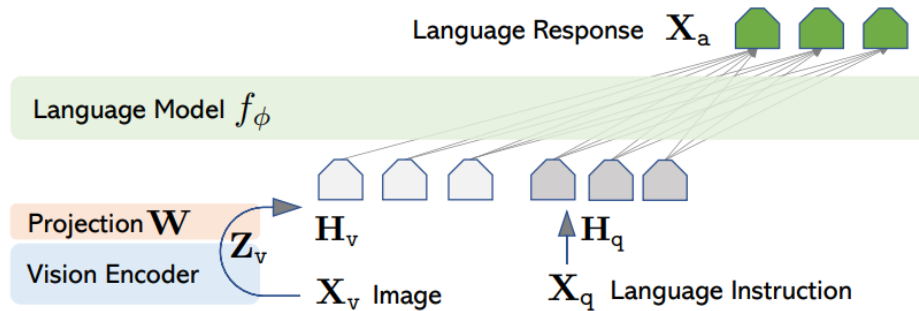 Language Response X_a
Language Model f_ϕ
Projection W
Z_v
H_v
H_q
Vision Encoder
X_v Image
X_q Language Instruction